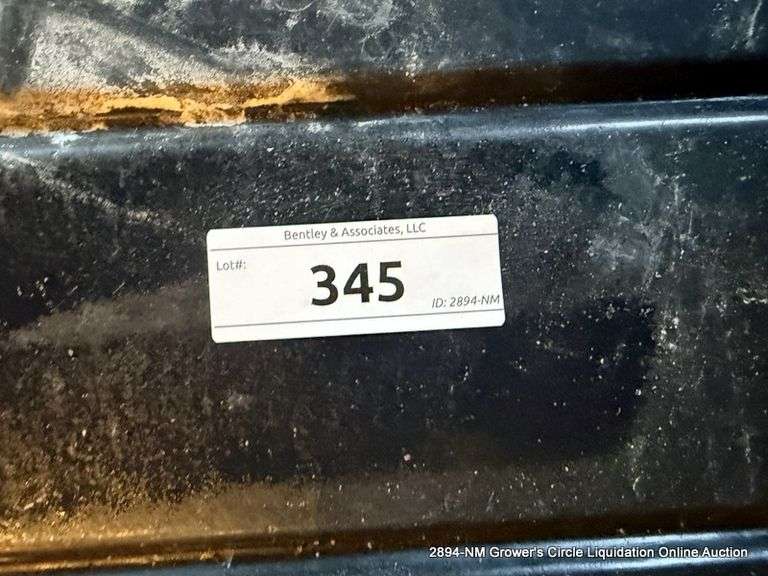 Bentley & Associates, LLC
Lot#:
345
ID: 2894-NM
2894-NM Grower's Circle Liquidation Online Auction